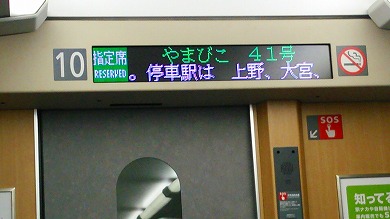 10
指定席
RESERVED
やまびこ 41号
。停車駅は 上野、大宮、
SOS
知ってる